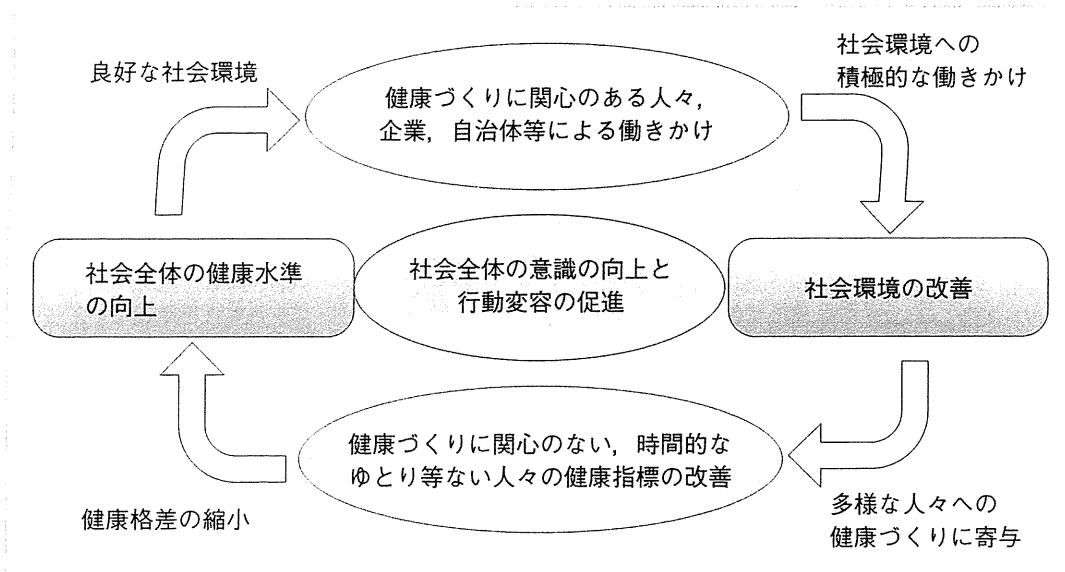 良好な社会環境
健康づくりに関心のある人々，
企業，自治体等による働きかけ
社会環境への
積極的な働きかけ
社会全体の健康水準
の向上
社会全体の意識の向上と
行動変容の促進
社会環境の改善
健康づくりに関心のない，時間的な
ゆとり等ない人々の健康指標の改善
健康格差の縮小
多様な人々への
健康づくりに寄与